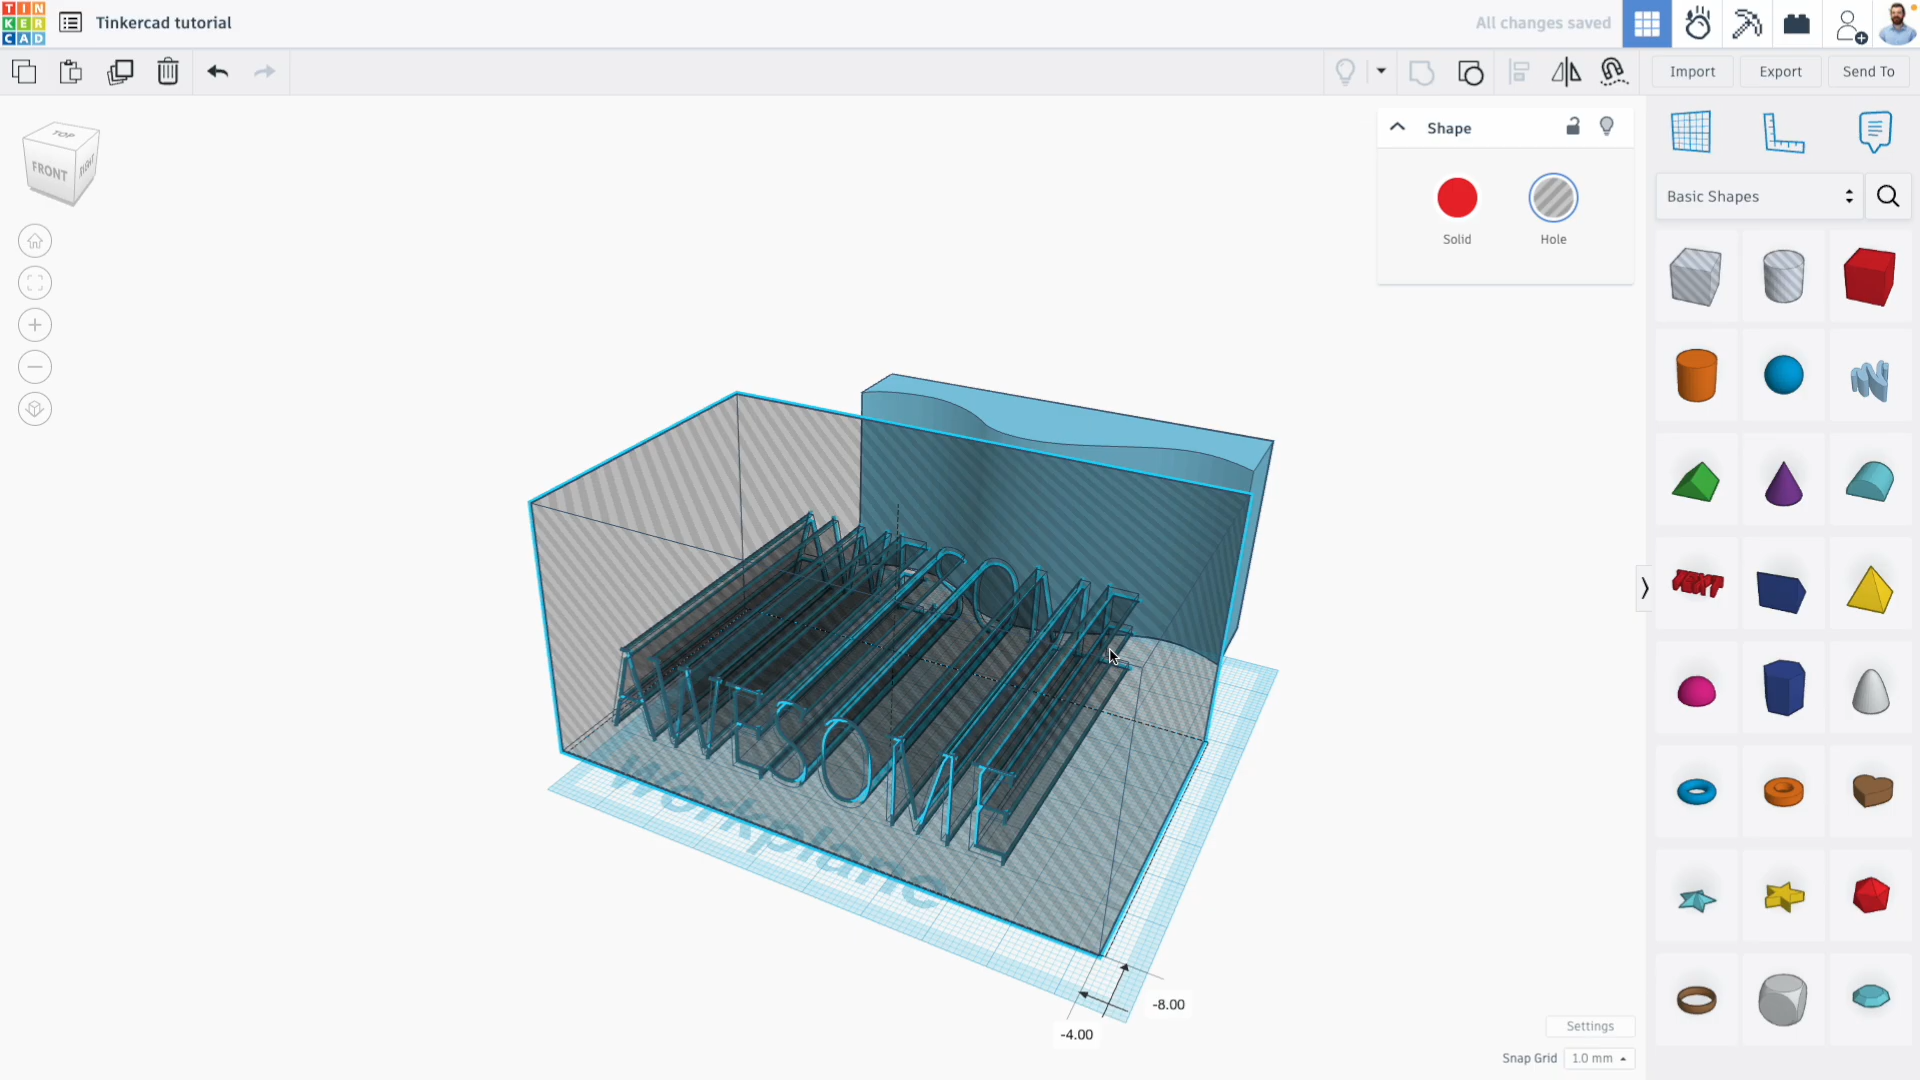 TIN
KER
CAD
Tinkercad tutorial
All changes saved
Import
Export
Send To
TOP
FRONT
RIGHT
Shape
Solid
Hole
Basic Shapes
TEXT
AWESOME
Workplane
-8.00
-4.00
Settings
Snap Grid
1.0 mm